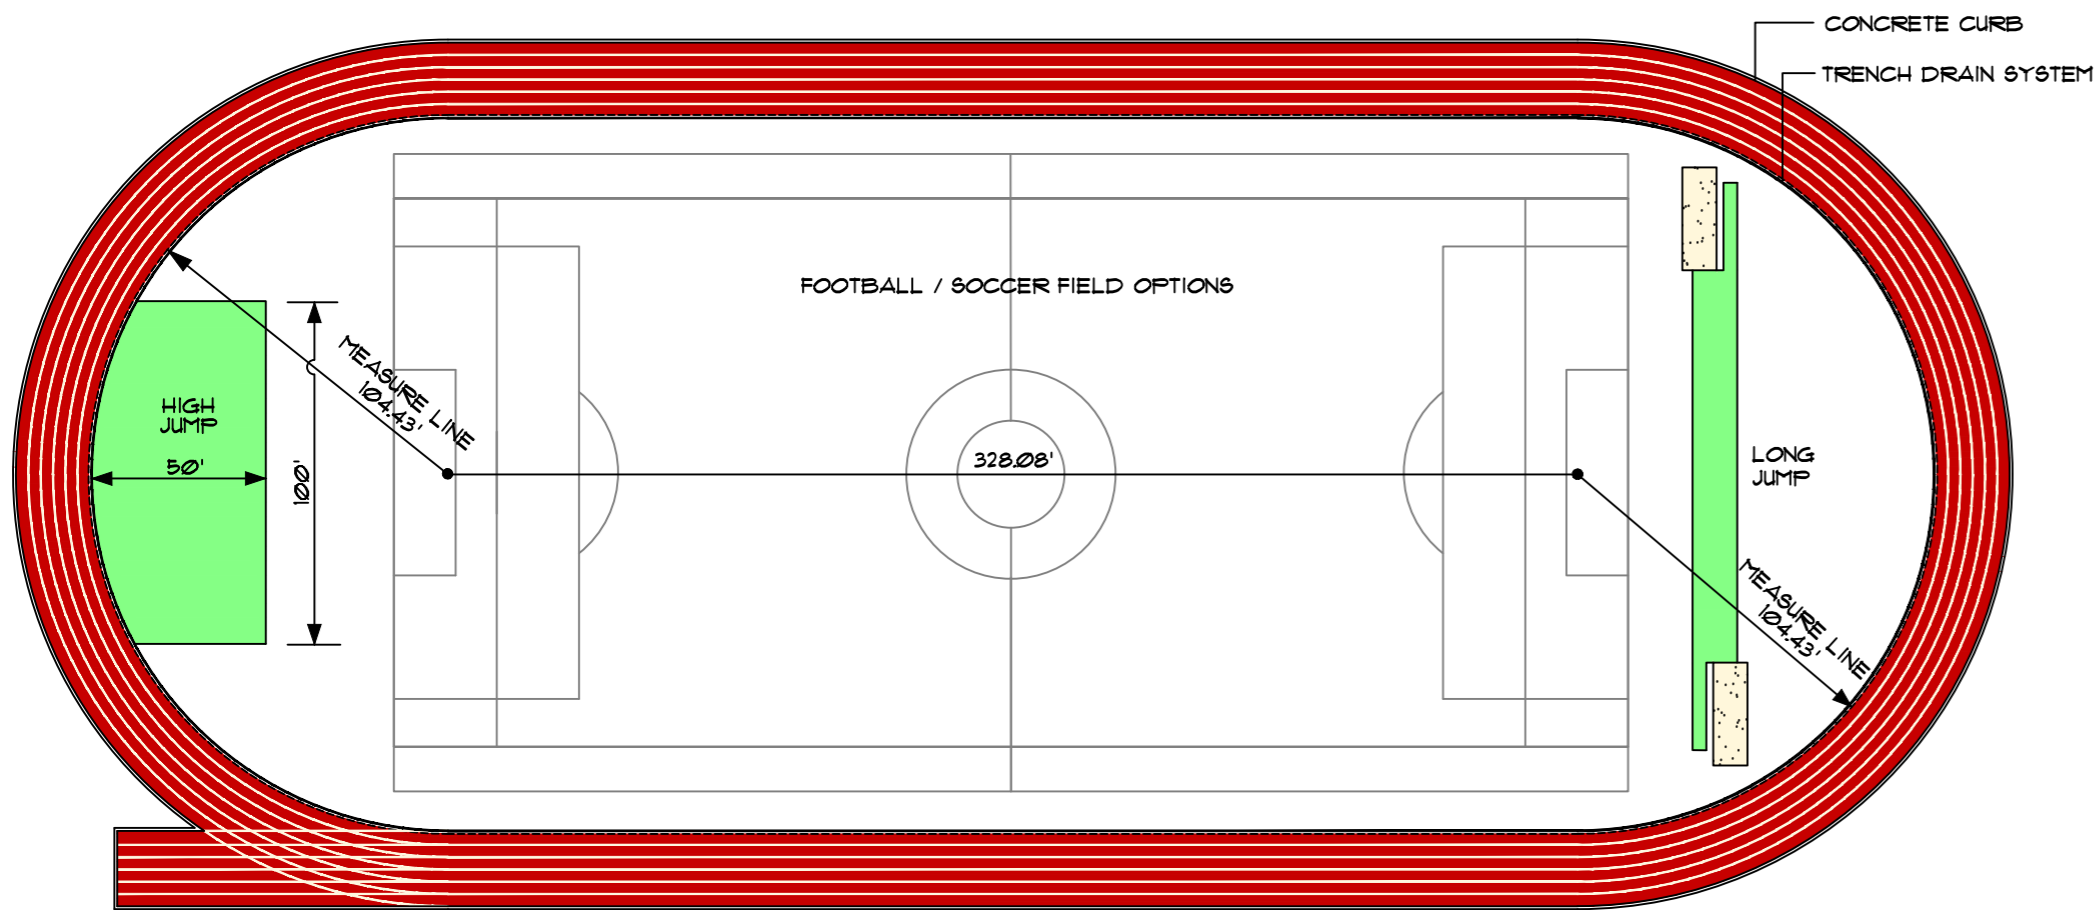 CONCRETE CURB
TRENCH DRAIN SYSTEM
FOOTBALL / SOCCER FIELD OPTIONS
MEASURE LINE
104.43'
HIGH
JUMP
50'
100'
328.08'
LONG
JUMP
MEASURE LINE
104.43'